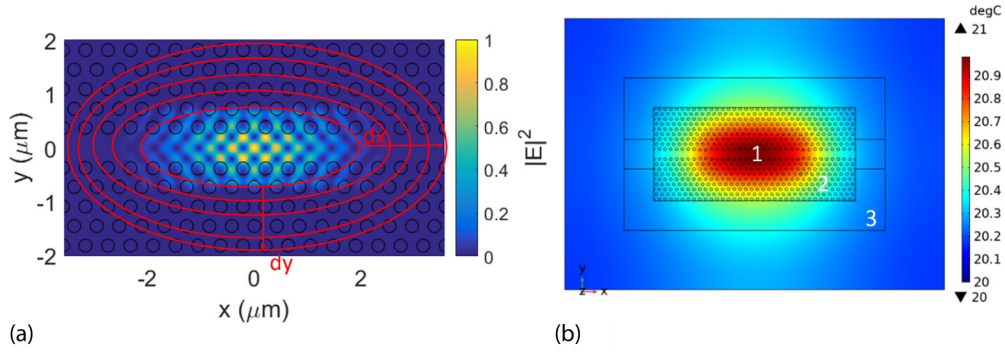 2
1
0
-1
-2
y (μm)
-2
0
2
x (μm)
dx
dy
1
0.8
0.6
0.4
0.2
0
|E|²
(a)
1
2
3
y
z
x
degC
▲ 21
20.9
20.8
20.7
20.6
20.5
20.4
20.3
20.2
20.1
20
▼ 20
(b)